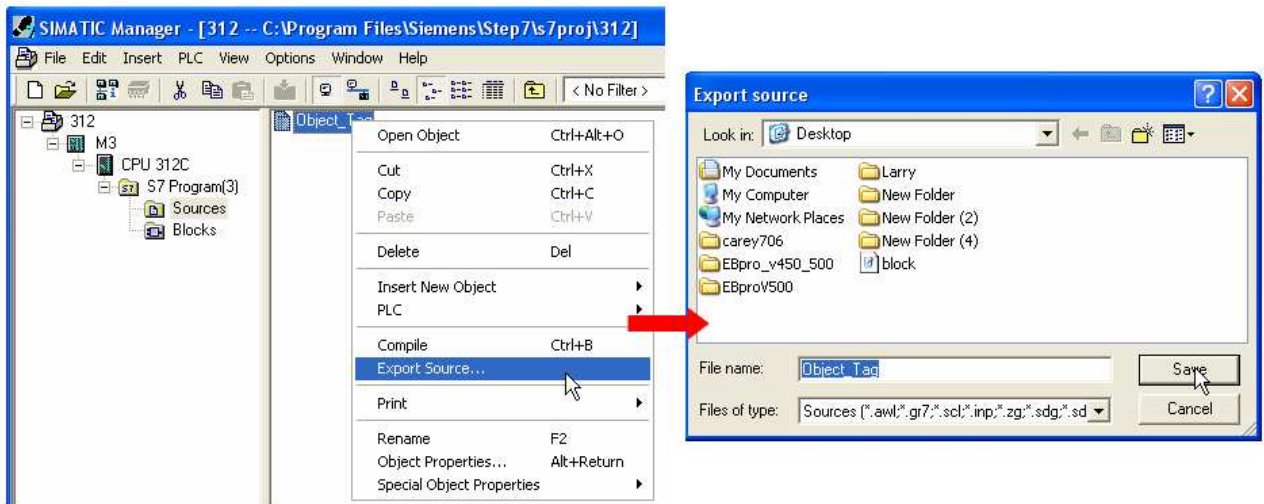 SIMATIC Manager - [312 -- C:\Program Files\Siemens\Step7\s7proj\312]
File Edit Insert PLC View Options Window Help
< No Filter >
312
M3
CPU 312C
S7 Program(3)
Sources
Blocks
Object_Tag
Open Object Ctrl+Alt+O
Cut Ctrl+X
Copy Ctrl+C
Paste Ctrl+V
Delete Del
Insert New Object
PLC
Compile Ctrl+B
Export Source...
Print
Rename F2
Object Properties... Alt+Return
Special Object Properties
Export source
Look in: Desktop
My Documents Larry
My Computer New Folder
My Network Places New Folder (2)
carey706 New Folder (4)
EBpro_v450_500 block
EBproV500
File name: Object_Tag Save
Files of type: Sources (*.awl;*.gr7;*.scl;*.inp;*.zg;*.sdg;*.sd Cancel